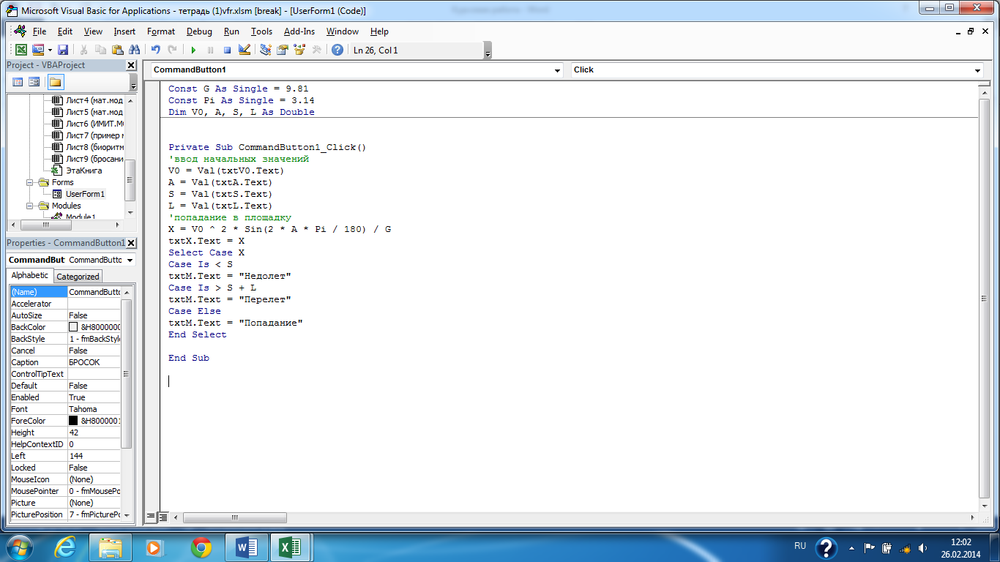 Microsoft Visual Basic for Applications - тетрадь (1)vfr.xlsm [break] - [UserForm1 (Code)]
File Edit View Insert Format Debug Run Tools Add-Ins Window Help
Ln 26, Col 1
Project - VBAProject
Лист4 (мат.мод
Лист5 (мат.мод
Лист6 (ИМИТ.МО
Лист7 (пример м
Лист8 (биоритм
Лист9 (бросани
ЭтаКнига
Forms
UserForm1
Modules
Module1
Properties - CommandButton1
CommandBut CommandButto
Alphabetic Categorized
(Name) CommandButto
Accelerator
AutoSize False
BackColor &H8000000
BackStyle 1 - fmBackStyle
Cancel False
Caption БРОСОК
ControlTipText
Default False
Enabled True
Font Tahoma
ForeColor &H8000001
Height 42
HelpContextID 0
Left 144
Locked False
MouseIcon (None)
MousePointer 0 - fmMousePo
Picture (None)
PicturePosition 7 - fmPicturePo
CommandButton1 Click
Const G As Single = 9.81
Const Pi As Single = 3.14
Dim V0, A, S, L As Double
Private Sub CommandButton1_Click()
'ввод начальных значений
V0 = Val(txtV0.Text)
A = Val(txtA.Text)
S = Val(txtS.Text)
L = Val(txtL.Text)
'попадание в площадку
X = V0 ^ 2 * Sin(2 * A * Pi / 180) / G
txtX.Text = X
Select Case X
Case Is < S
txtM.Text = "Недолет"
Case Is > S + L
txtM.Text = "Перелет"
Case Else
txtM.Text = "Попадание"
End Select
End Sub
RU
12:02
26.02.2014